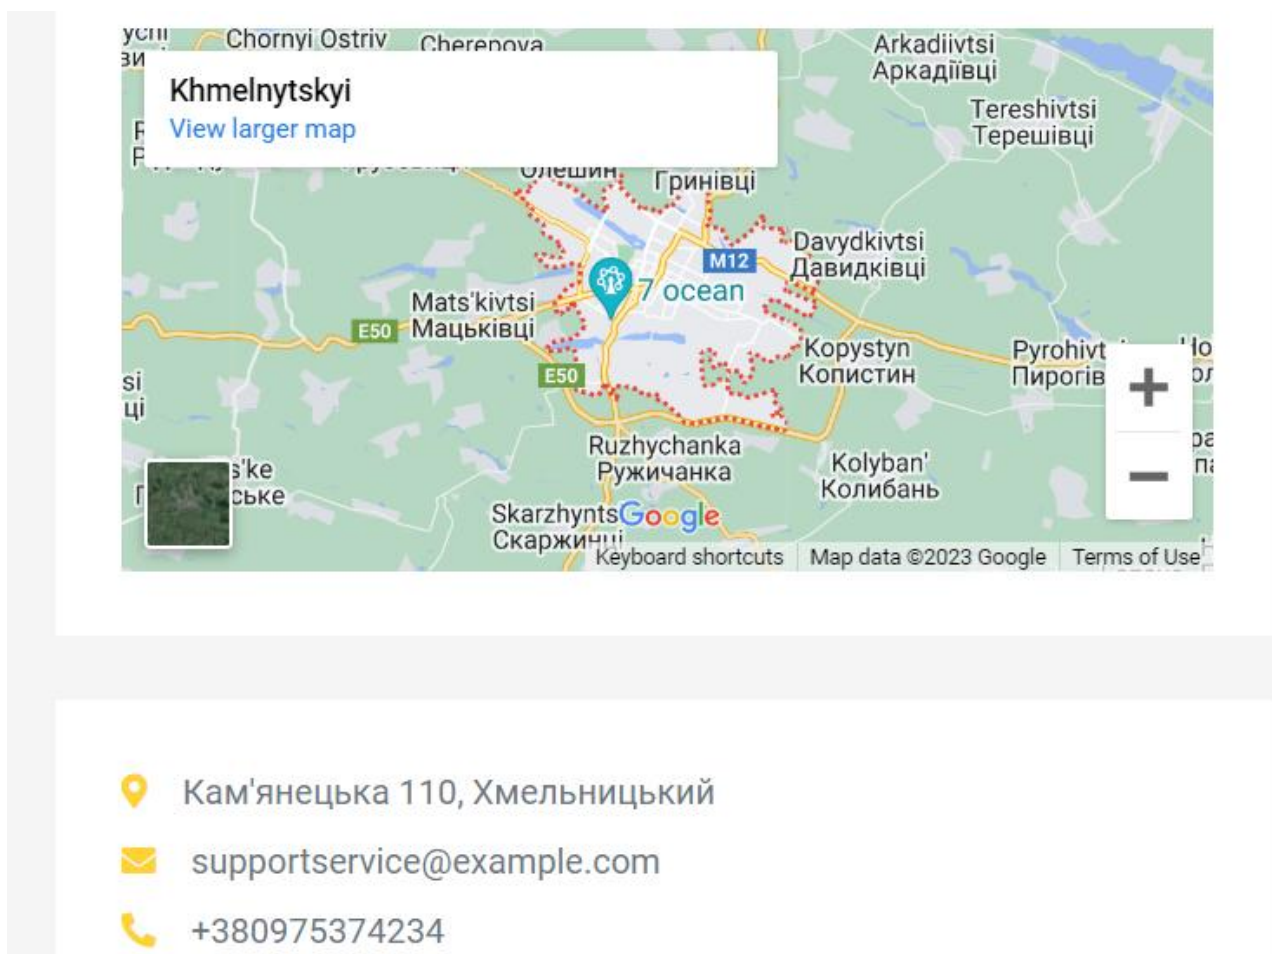 Chornyi Ostriv
Cherepova
Arkadiivtsi
Аркадіївці
Khmelnytskyi
View larger map
Tereshivtsi
Терешівці
Гринівці
Davydkivtsi
Давидківці
M12
7 ocean
Mats'kivtsi
Мацьківці
E50
Kopystyn
Копистин
E50
Ruzhychanka
Ружичанка
Kolyban'
Колибань
Google
Keyboard shortcuts
Map data ©2023 Google
Terms of Use
Кам'янецька 110, Хмельницький
supportservice@example.com
+380975374234